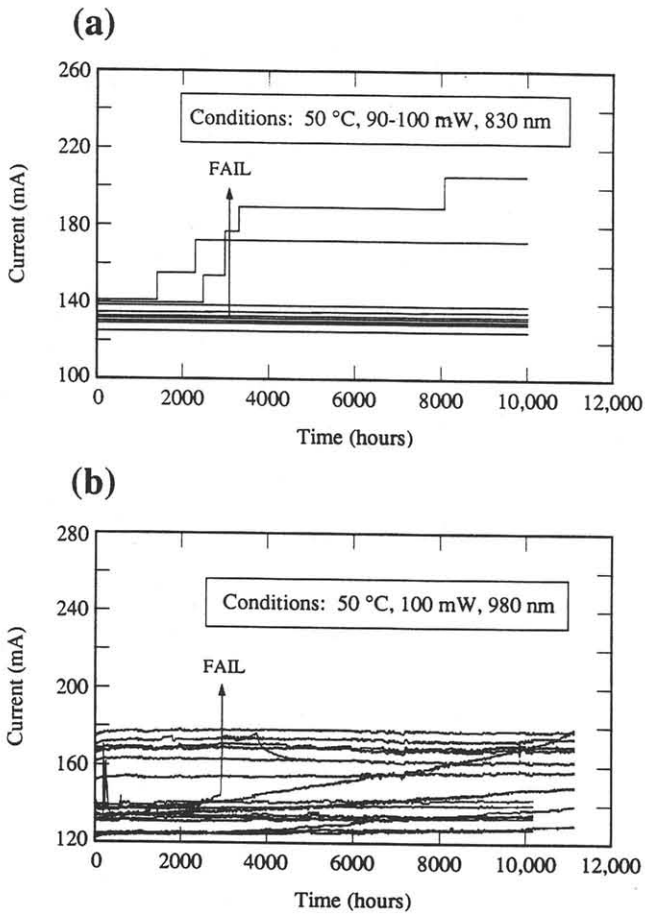 (a)
260
220
180
140
100
Current (mA)
Conditions: 50 °C, 90-100 mW, 830 nm
FAIL
0 2000 4000 6000 8000 10,000 12,000
Time (hours)
(b)
280
240
200
160
120
Current (mA)
Conditions: 50 °C, 100 mW, 980 nm
FAIL
0 2000 4000 6000 8000 10,000 12,000
Time (hours)